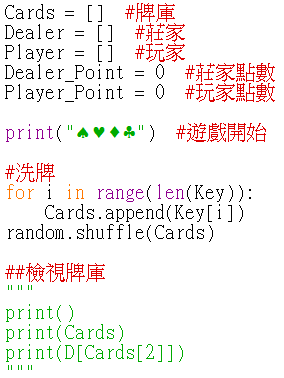 Cards = []  #牌庫
Dealer = []  #莊家
Player = []  #玩家
Dealer_Point = 0  #莊家點數
Player_Point = 0  #玩家點數

print("♠♥♦♣")  #遊戲開始

#洗牌
for i in range(len(Key)):
    Cards.append(Key[i])
random.shuffle(Cards)

##檢視牌庫
"""
print()
print(Cards)
print(D[Cards[2]])
"""